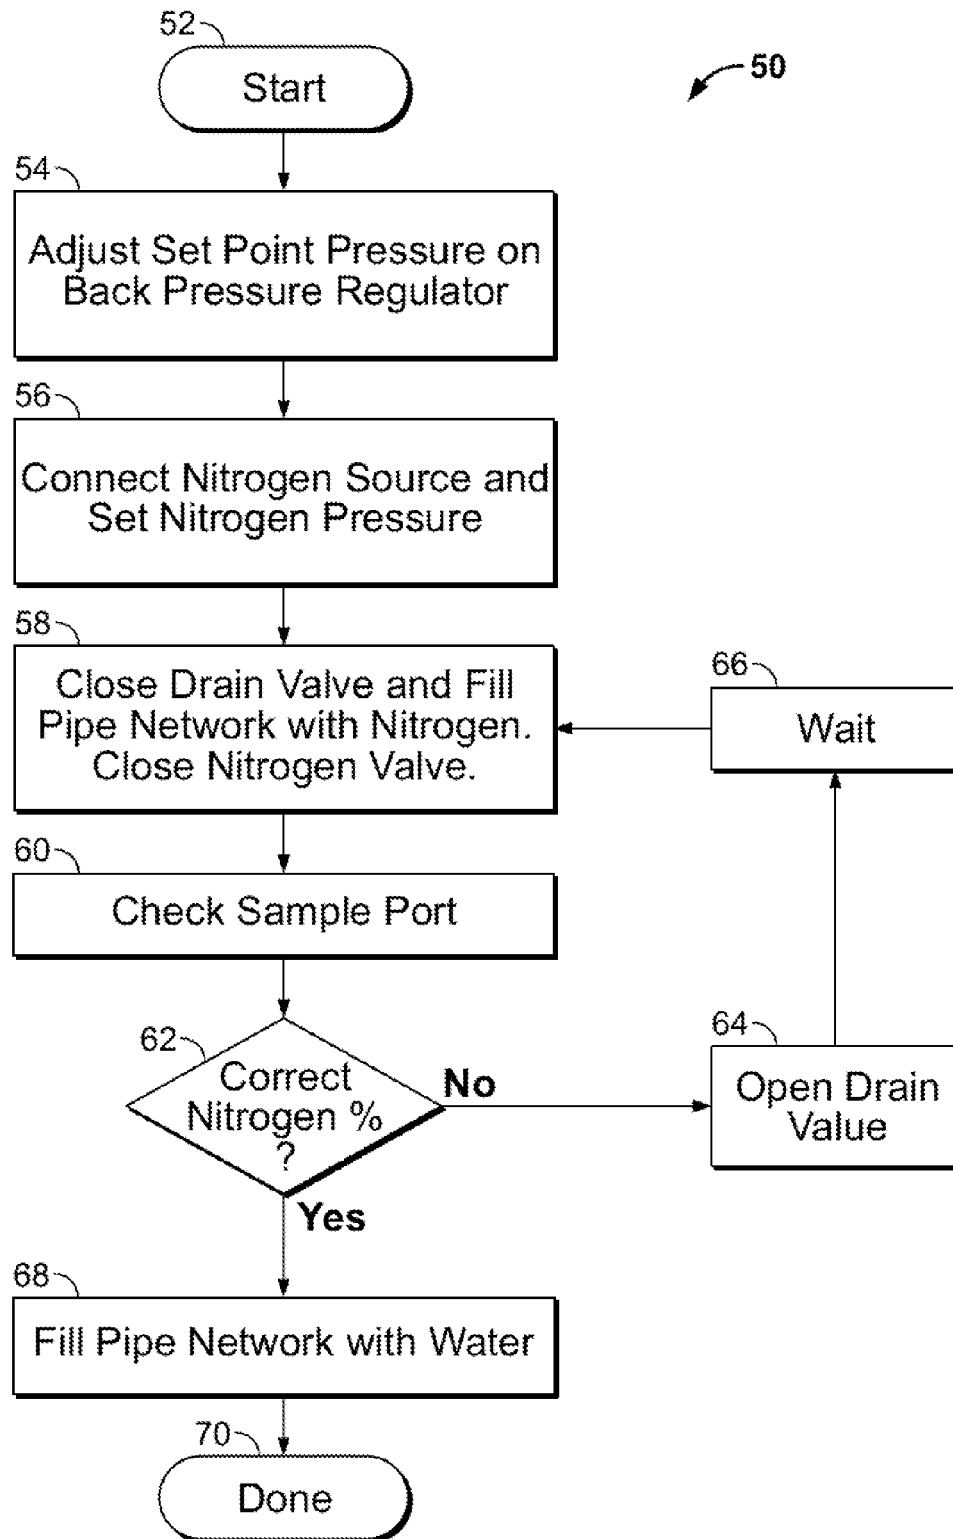 52
Start
50
54
Adjust Set Point Pressure on
Back Pressure Regulator
56
Connect Nitrogen Source and
Set Nitrogen Pressure
58
Close Drain Valve and Fill
Pipe Network with Nitrogen.
Close Nitrogen Valve.
66
Wait
60
Check Sample Port
62
Correct
Nitrogen %
?
No
64
Open Drain
Value
Yes
68
Fill Pipe Network with Water
70
Done